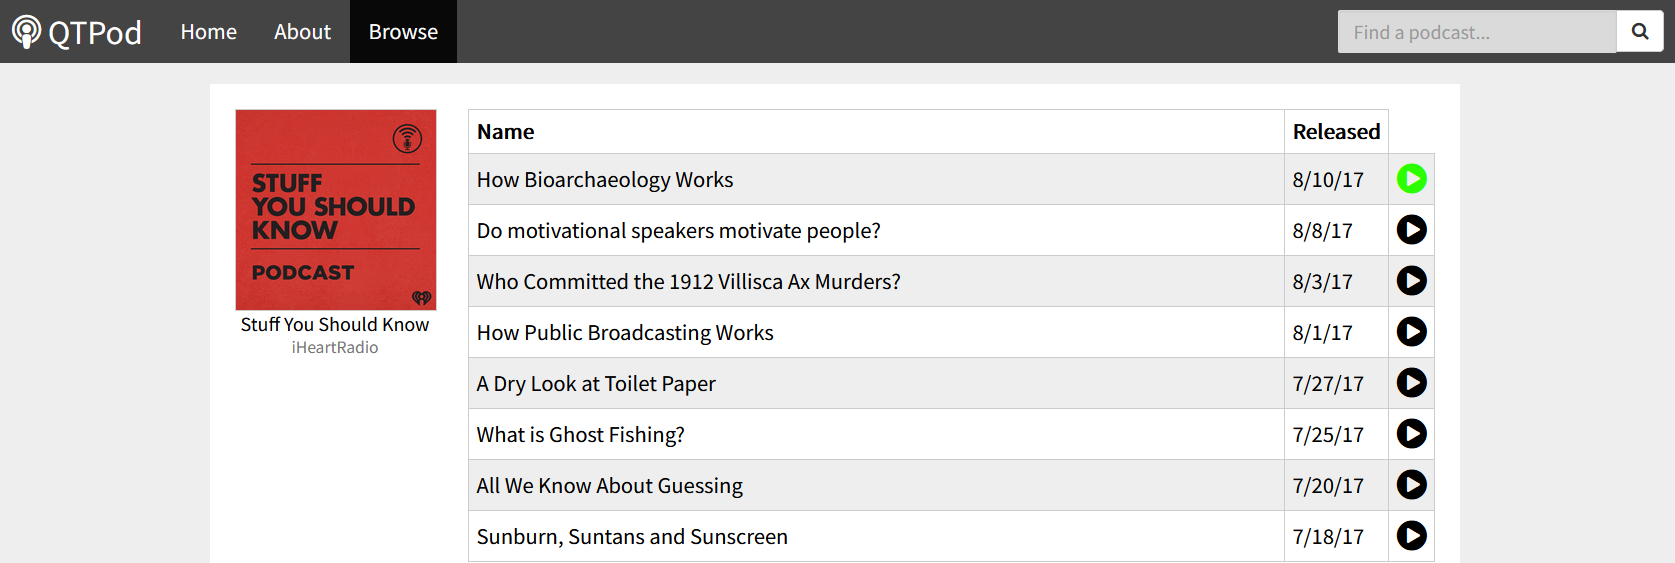 QTPod Home About Browse Find a podcast...
STUFF
YOU SHOULD
KNOW
PODCAST
Stuff You Should Know
iHeartRadio
Name Released
How Bioarchaeology Works 8/10/17
Do motivational speakers motivate people? 8/8/17
Who Committed the 1912 Villisca Ax Murders? 8/3/17
How Public Broadcasting Works 8/1/17
A Dry Look at Toilet Paper 7/27/17
What is Ghost Fishing? 7/25/17
All We Know About Guessing 7/20/17
Sunburn, Suntans and Sunscreen 7/18/17